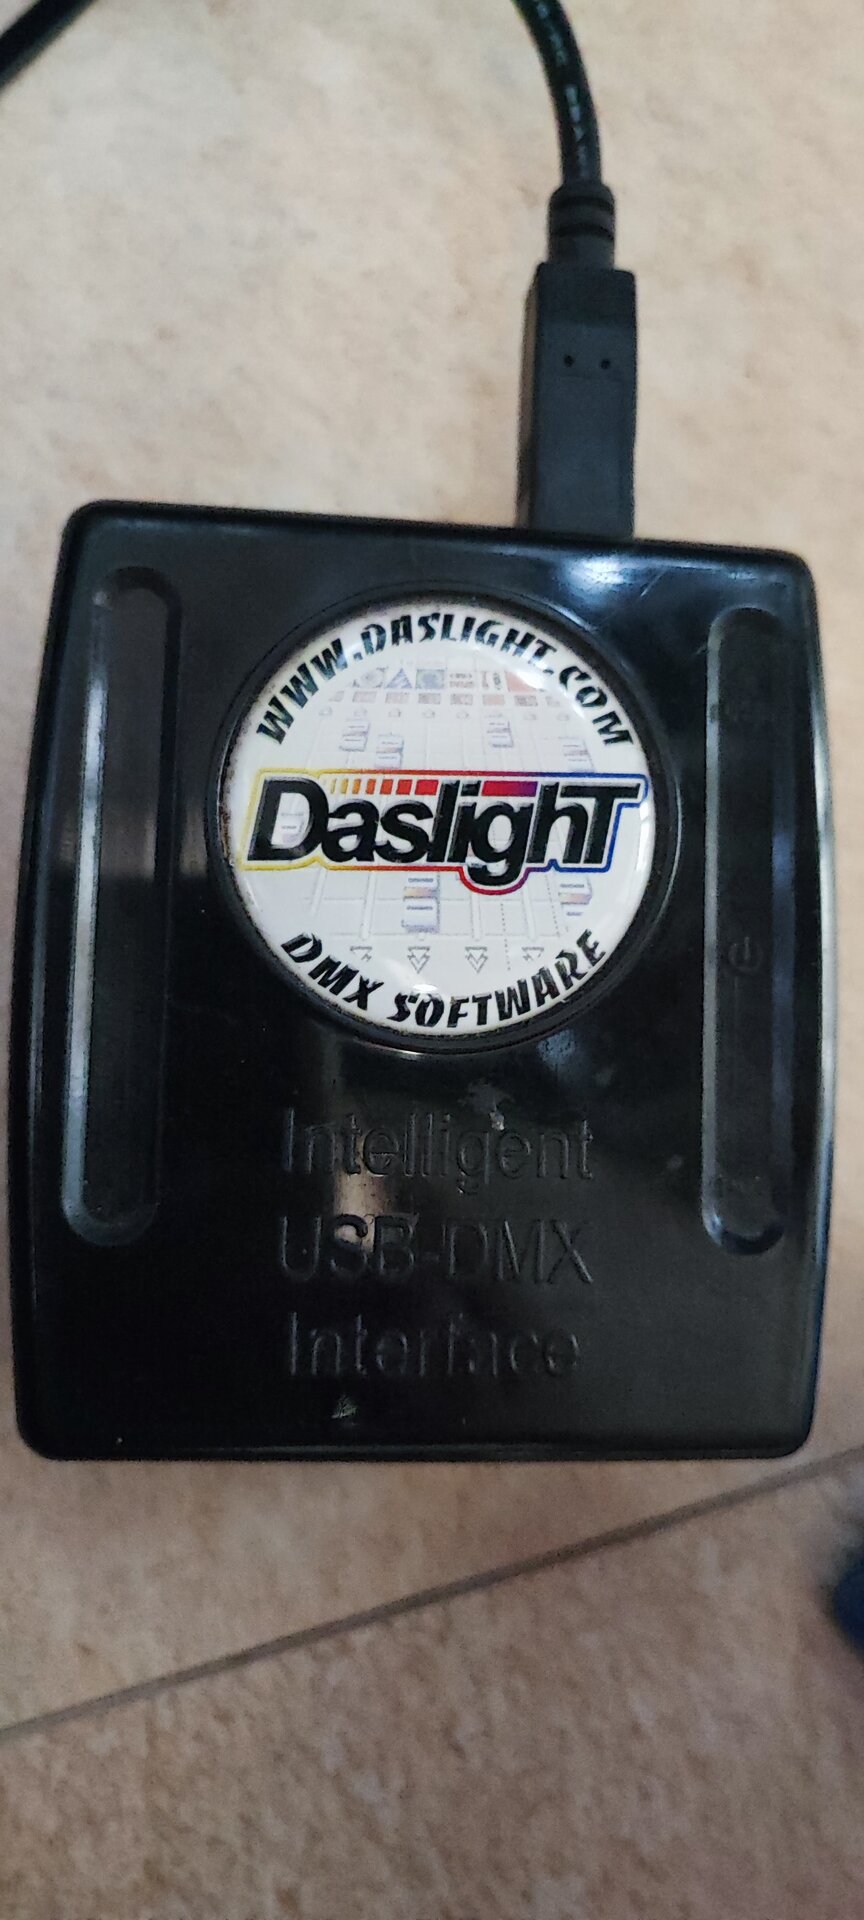 WWW.DASLIGHT.COM
DaslighT
DMX SOFTWARE
Intelligent
USB-DMX
Interface